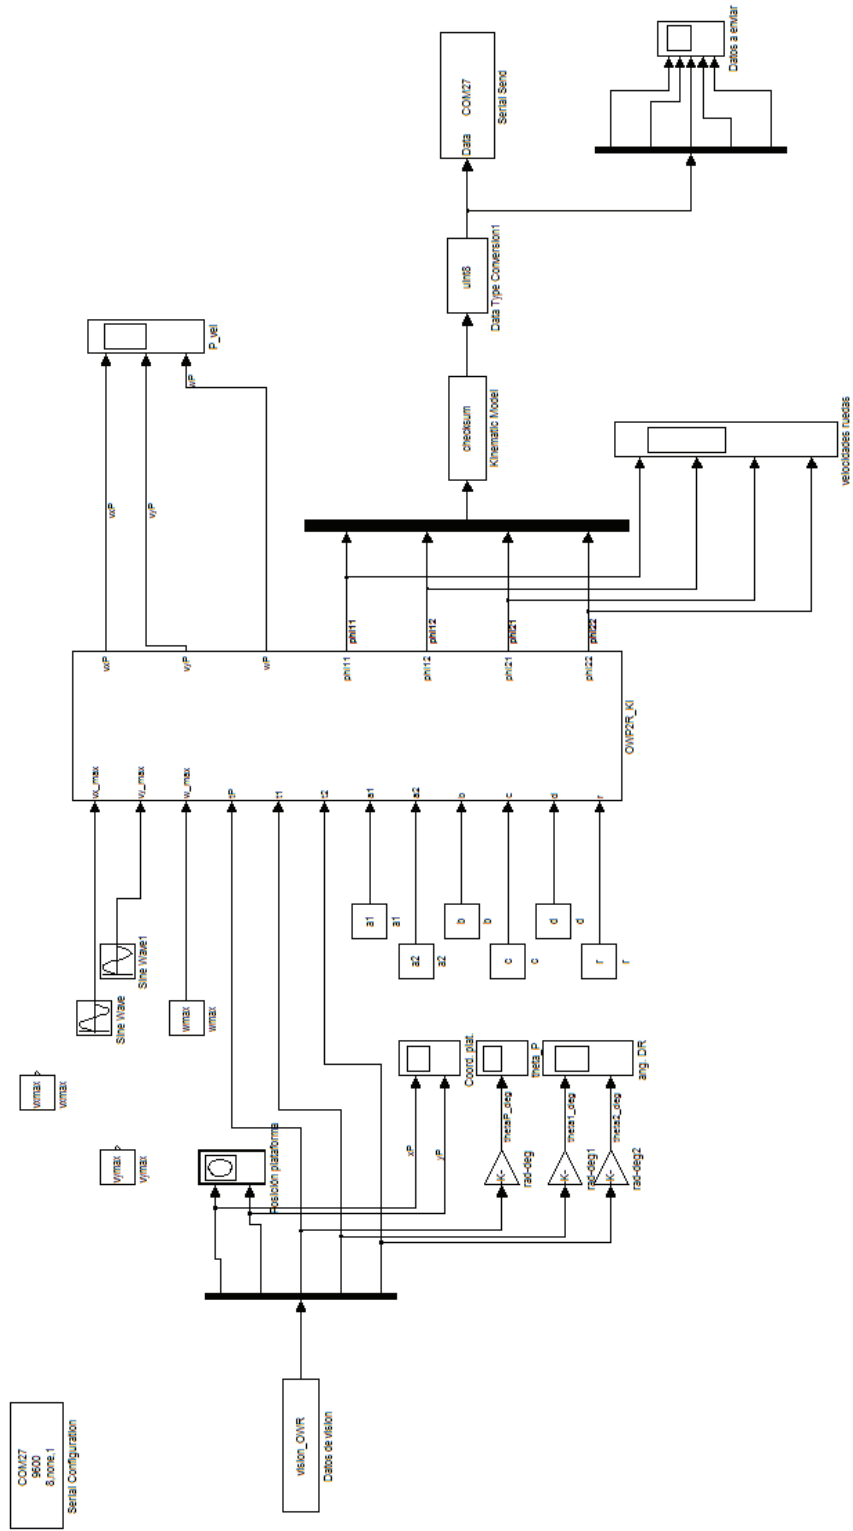 COM27
9600
8,none,1
Serial Configuration
vision_OWR
Datos de vision
vxmax
vxmax
vymax
vymax
Sine Wave
Sine Wave1
wmax
wmax
Posición plataforma
xP
yP
Coord. plat.
-K-
rad-deg
thetaP_deg
theta_P
-K-
rad-deg1
theta1_deg
-K-
rad-deg2
theta2_deg
ang. DR
a1
a1
a2
a2
b
b
c
c
d
d
r
r
vx_max
vy_max
w_max
tP
t1
t2
a1
a2
b
c
d
r
vxP
vyP
wP
phi11
phi12
phi21
phi22
OWP2R_KI
vxP
vyP
wP
P_vel
phi11
phi12
phi21
phi22
velocidades ruedas
checksum
Kinematic Model
uint8
Data Type Conversion1
Data
COM27
Serial Send
Datos a enviar